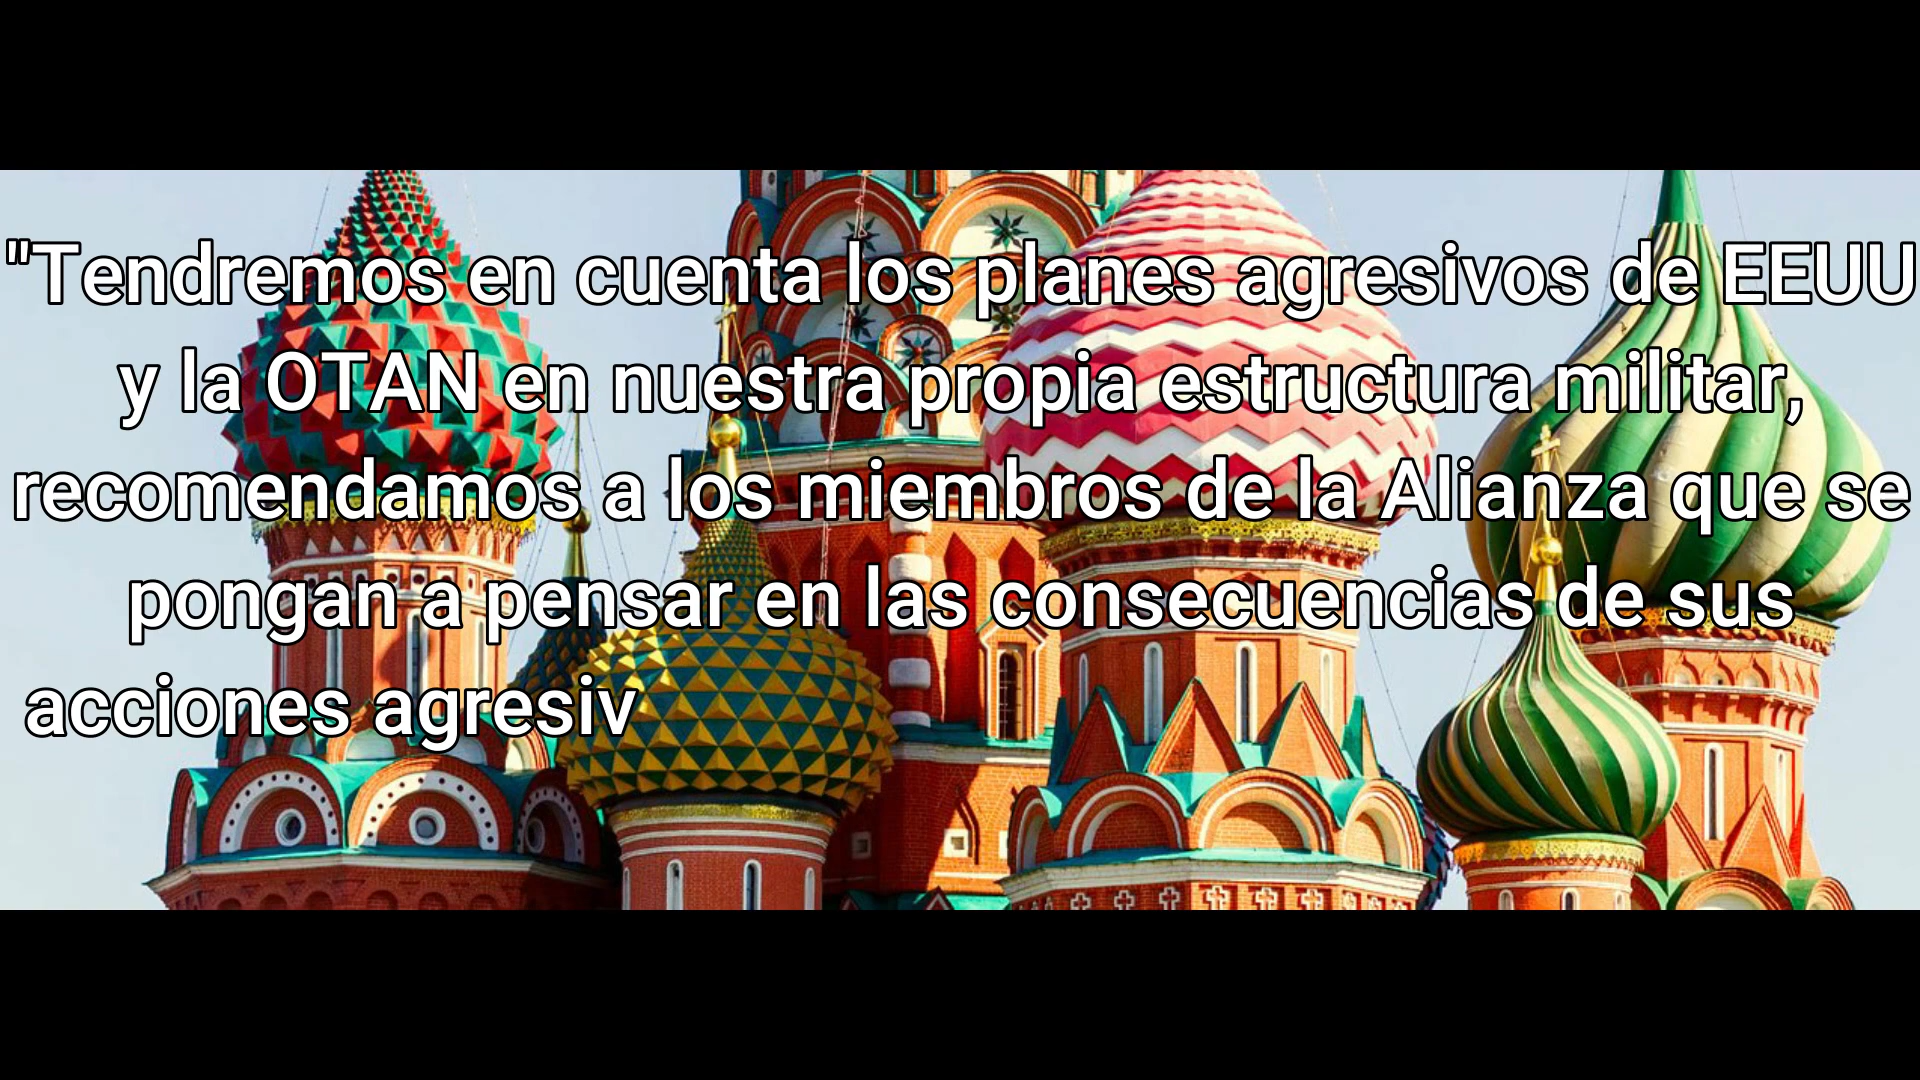 "Tendremos en cuenta los planes agresivos de EEUU
y la OTAN en nuestra propia estructura militar,
recomendamos a los miembros de la Alianza que se
pongan a pensar en las consecuencias de sus
acciones agresiv